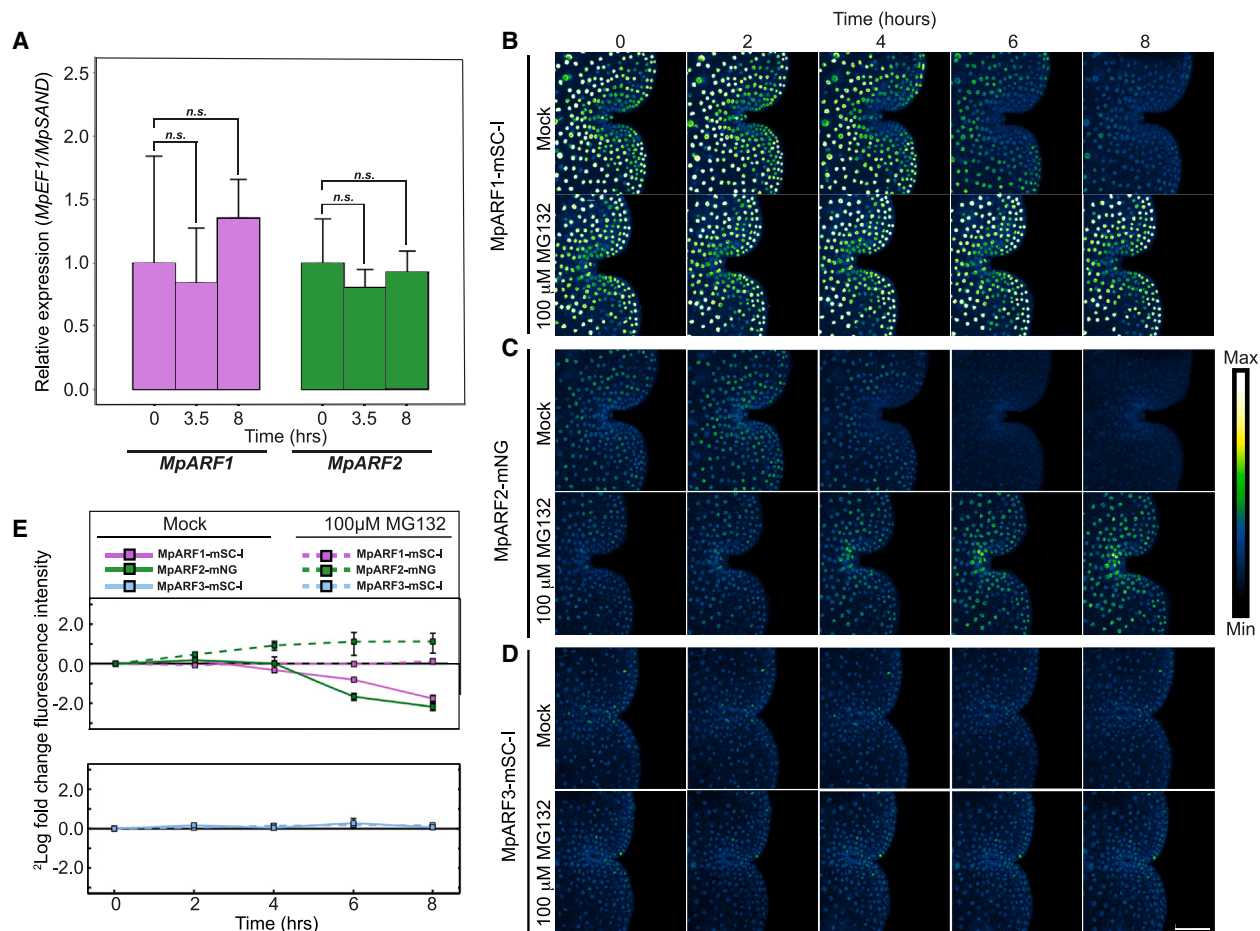 A
Relative expression (MpEF1/MpSAND)
2.5
2.0
1.5
1.0
0.5
0.0
n.s.
n.s.
n.s.
n.s.
0 3.5 8 0 3.5 8
Time (hrs)
MpARF1 MpARF2
B
Time (hours)
0 2 4 6 8
MpARF1-mSC-I
Mock
100 µM MG132
C
MpARF2-mNG
Mock
100 µM MG132
Max
Min
D
MpARF3-mSC-I
Mock
100 µM MG132
E
Mock 100µM MG132
MpARF1-mSC-I MpARF1-mSC-I
MpARF2-mNG MpARF2-mNG
MpARF3-mSC-I MpARF3-mSC-I
²Log fold change fluorescence intensity
2.0
0.0
-2.0
2.0
0.0
-2.0
0 2 4 6 8
Time (hrs)